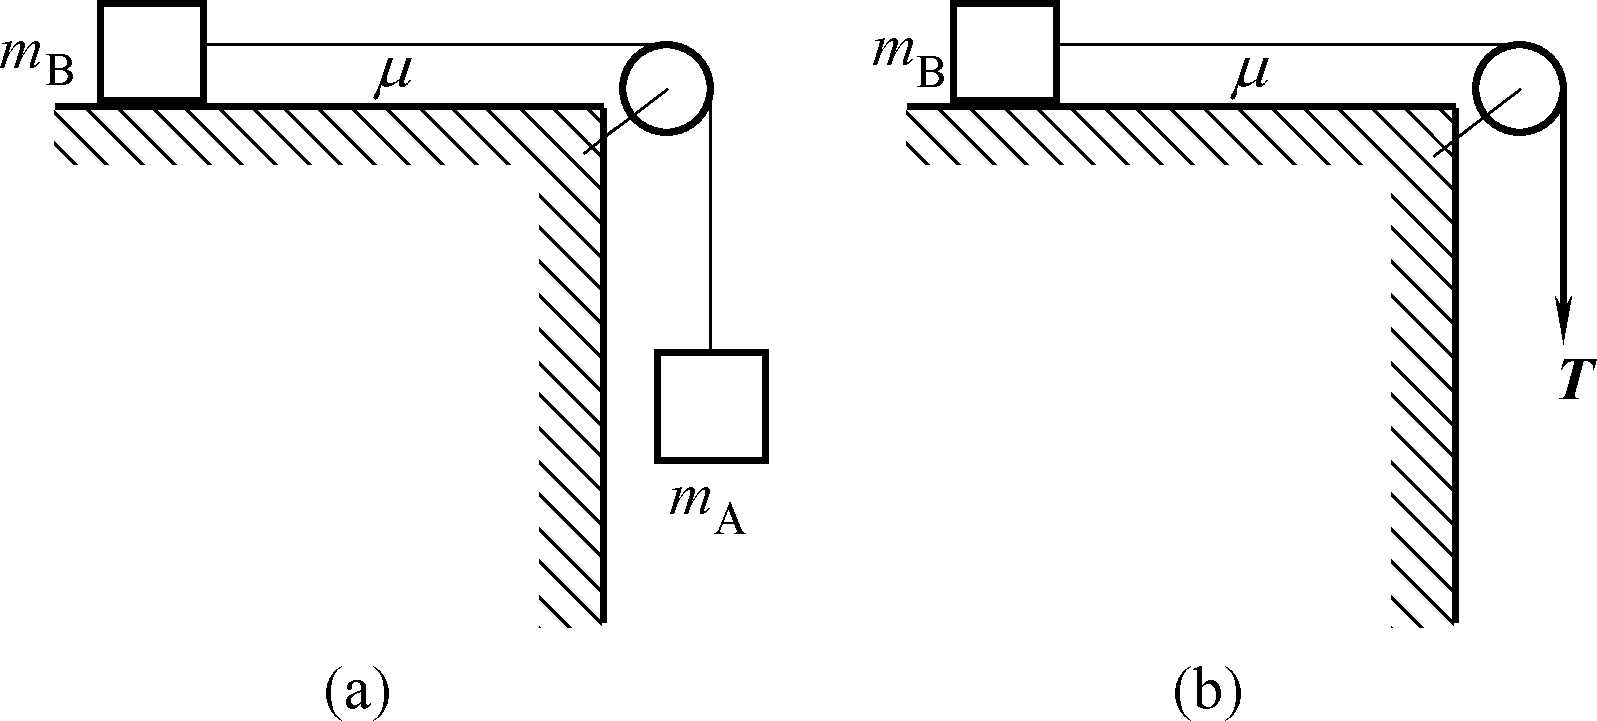 m_B μ m_B μ
T
m_A
(a) (b)